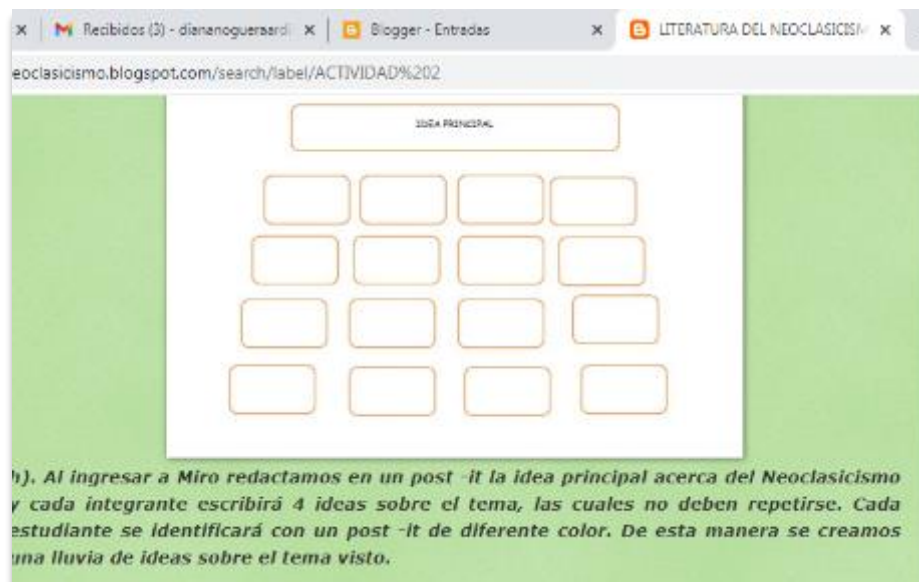 Recibidos (3) - diananogueraardi
Blogger - Entradas
LITERATURA DEL NEOCLASICISM
eoclasicismo.blogspot.com/search/label/ACTIVIDAD%202
IDEA PRINCIPAL
h). Al ingresar a Miro redactamos en un post -it la idea principal acerca del Neoclasicismo
y cada integrante escribirá 4 ideas sobre el tema, las cuales no deben repetirse. Cada
estudiante se identificará con un post -it de diferente color. De esta manera se creamos
una lluvia de ideas sobre el tema visto.